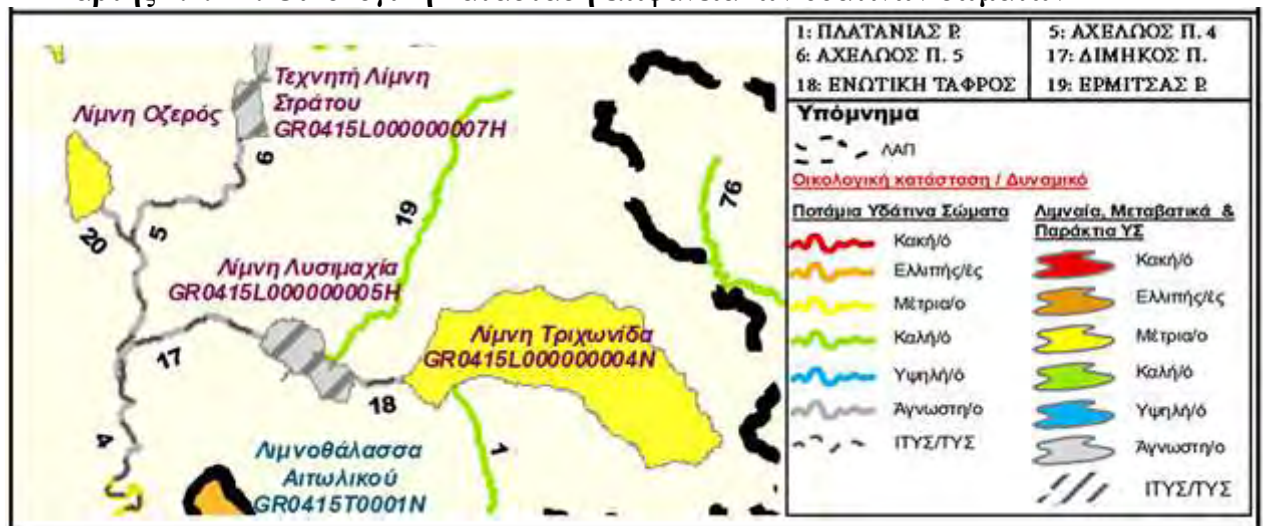 1: ΠΛΑΤΑΝΙΑΣ Ρ.
5: ΑΧΕΛΩΟΣ Π. 4
6: ΑΧΕΛΩΟΣ Π. 5
17: ΔΙΜΗΚΟΣ Π.
18: ΕΝΩΤΙΚΗ ΤΑΦΡΟΣ
19: ΕΡΜΙΤΣΑΣ Ρ.
Υπόμνημα
ΛΑΠ
Οικολογική κατάσταση / Δυναμικό
Ποτάμια Υδάτινα Σώματα
Κακή/ό
Ελλιπής/ές
Μέτρια/ο
Καλή/ό
Υψηλή/ό
Άγνωστη/ο
ΙΤΥΣ/ΤΥΣ
Λιμναία, Μεταβατικά &
Παράκτια ΥΣ
Κακή/ό
Ελλιπής/ές
Μέτρια/ο
Καλή/ό
Υψηλή/ό
Άγνωστη/ο
ΙΤΥΣ/ΤΥΣ
Τεχνητή Λίμνη
Στράτου
GR0415L000000007H
Λίμνη Οζερός
6
19
76
20
5
Λίμνη Λυσιμαχία
GR0415L000000005H
Λίμνη Τριχωνίδα
GR0415L000000004N
17
18
4
1
Λιμνοθάλασσα
Αιτωλικού
GR0415T0001N